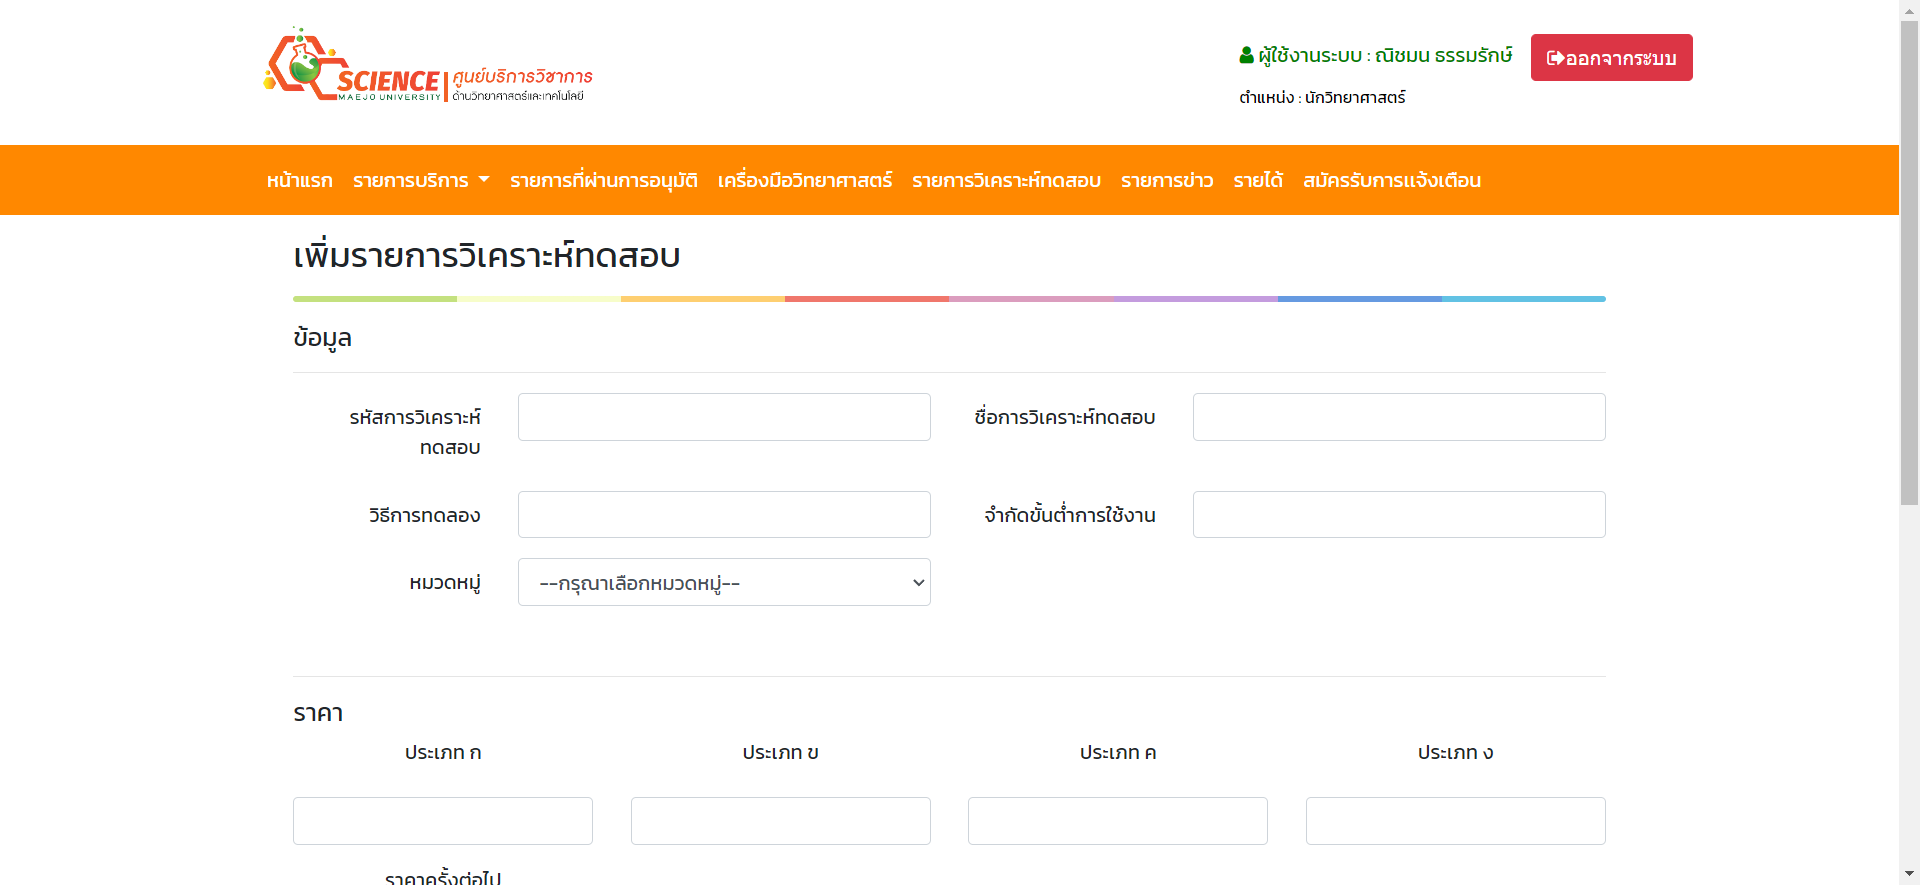 SCIENCE
MAEJO UNIVERSITY
ศูนย์บริการวิชาการ
ด้านวิทยาศาสตร์และเทคโนโลยี
ผู้ใช้งานระบบ : ณิชมน ธรรมรักษ์
ออกจากระบบ
ตำแหน่ง : นักวิทยาศาสตร์
หน้าแรก รายการบริการ รายการที่ผ่านการอนุมัติ เครื่องมือวิทยาศาสตร์ รายการวิเคราะห์ทดสอบ รายการข่าว รายได้ สมัครรับการแจ้งเตือน
เพิ่มรายการวิเคราะห์ทดสอบ
ข้อมูล
รหัสการวิเคราะห์
ทดสอบ
ชื่อการวิเคราะห์ทดสอบ
วิธีการทดลอง
จำกัดขั้นต่ำการใช้งาน
หมวดหมู่
--กรุณาเลือกหมวดหมู่--
ราคา
ประเภท ก ประเภท ข ประเภท ค ประเภท ง
ราคาครั้งต่อไป